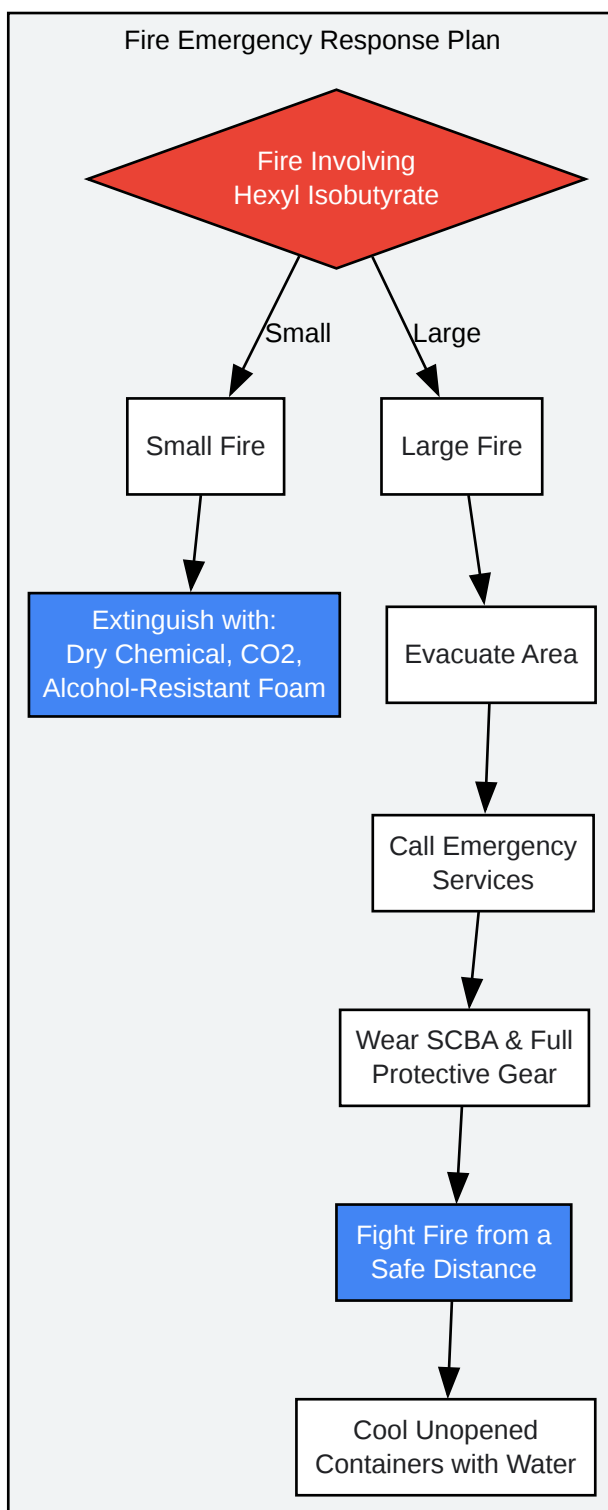 Fire Emergency Response Plan
Fire Involving
Hexyl Isobutyrate
Small
Large
Small Fire
Large Fire
Extinguish with:
Dry Chemical, CO2,
Alcohol-Resistant Foam
Evacuate Area
Call Emergency
Services
Wear SCBA & Full
Protective Gear
Fight Fire from a
Safe Distance
Cool Unopened
Containers with Water